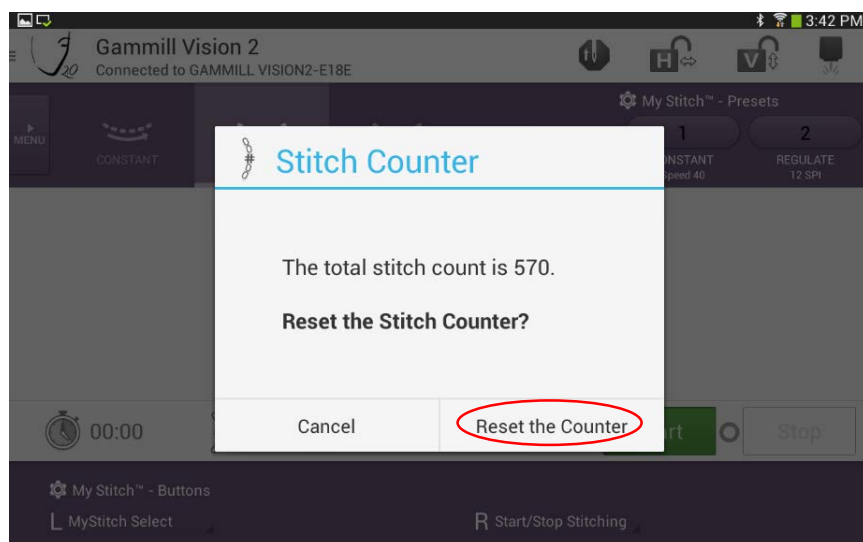 3:42 PM
Gammill Vision 2
20
Connected to GAMMILL VISION2-E18E
H
V
My Stitch™ - Presets
MENU
1
2
CONSTANT
REGULATE
Speed 40
12 SPI
CONSTANT
#
Stitch Counter
The total stitch count is 570.
Reset the Stitch Counter?
Cancel
Reset the Counter
00:00
Stop
My Stitch™ - Buttons
L MyStitch Select
R Start/Stop Stitching